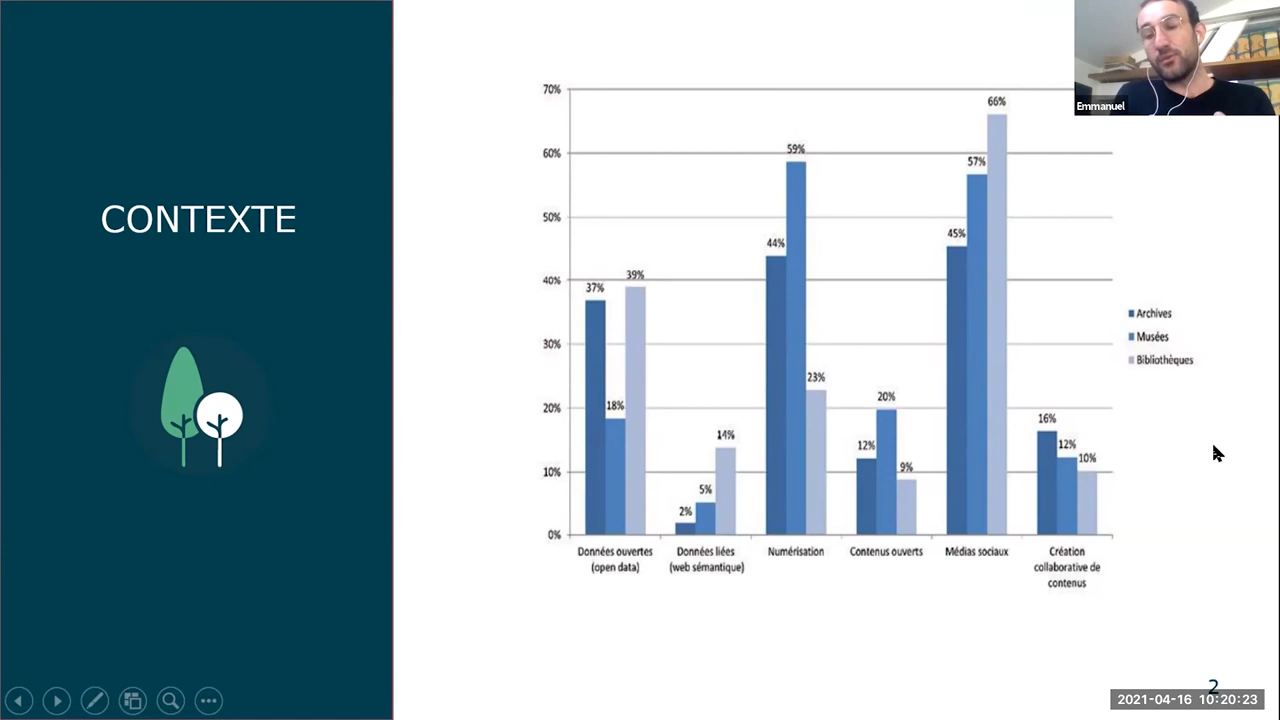 CONTEXTE
Emmanuel
70%
60%
50%
40%
30%
20%
10%
0%
37%
18%
39%
2%
5%
14%
44%
59%
23%
12%
20%
9%
45%
57%
66%
16%
12%
10%
Données ouvertes
(open data)
Données liées
(web sémantique)
Numérisation
Contenus ouverts
Médias sociaux
Création
collaborative de
contenus
Archives
Musées
Bibliothèques
2
2021-04-16 10:20:23